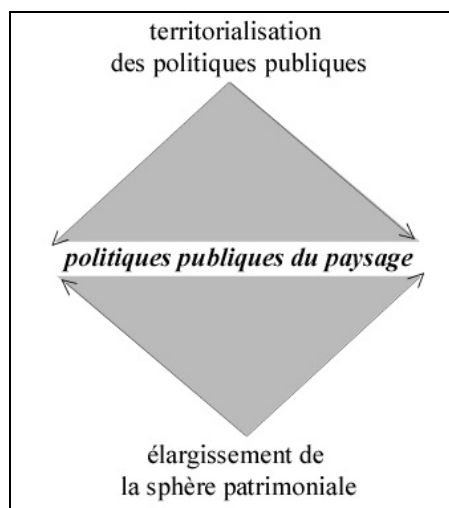 territorialisation
des politiques publiques
politiques publiques du paysage
élargissement de
la sphère patrimoniale